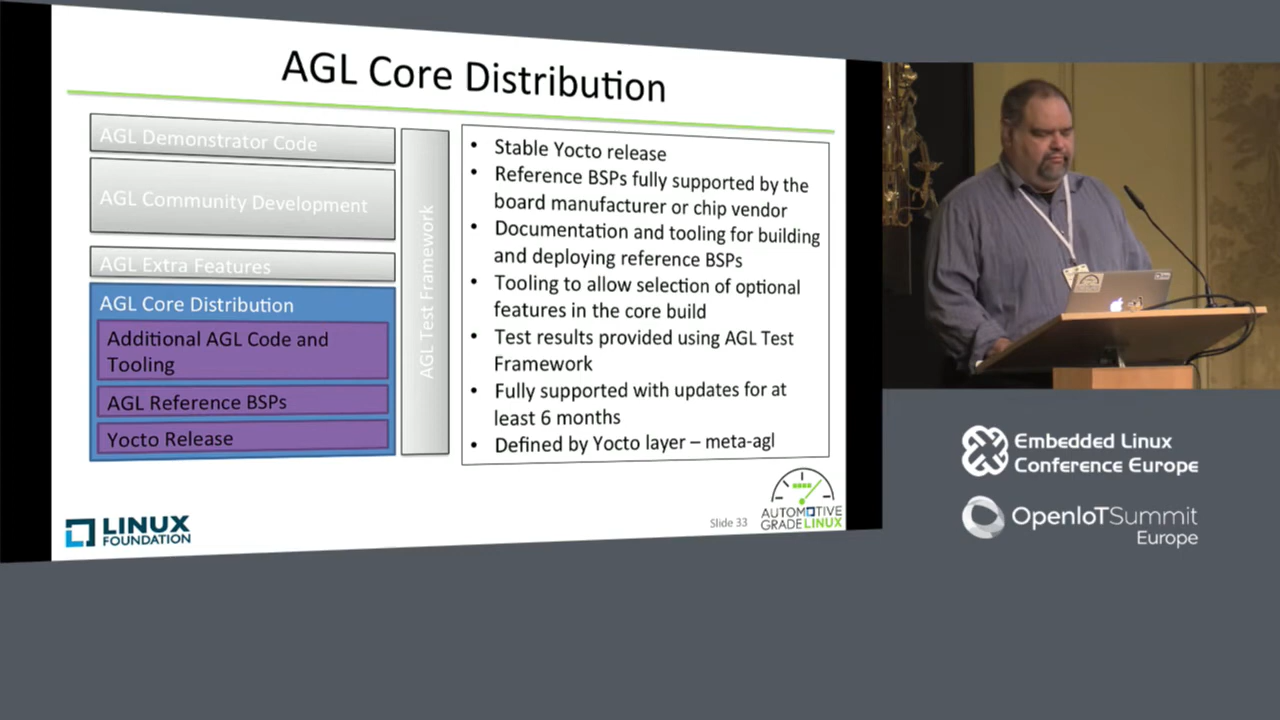 AGL Core Distribution
AGL Demonstrator Code
AGL Community Development
AGL Extra Features
AGL Core Distribution
Additional AGL Code and
Tooling
AGL Reference BSPs
Yocto Release
AGL Test Framework
• Stable Yocto release
• Reference BSPs fully supported by the
board manufacturer or chip vendor
• Documentation and tooling for building
and deploying reference BSPs
• Tooling to allow selection of optional
features in the core build
• Test results provided using AGL Test
Framework
• Fully supported with updates for at
least 6 months
• Defined by Yocto layer – meta-agl
LINUX
FOUNDATION
Slide 33
AUTOMOTIVE
GRADELINUX
Embedded Linux
Conference Europe
OpenIoTSummit
Europe